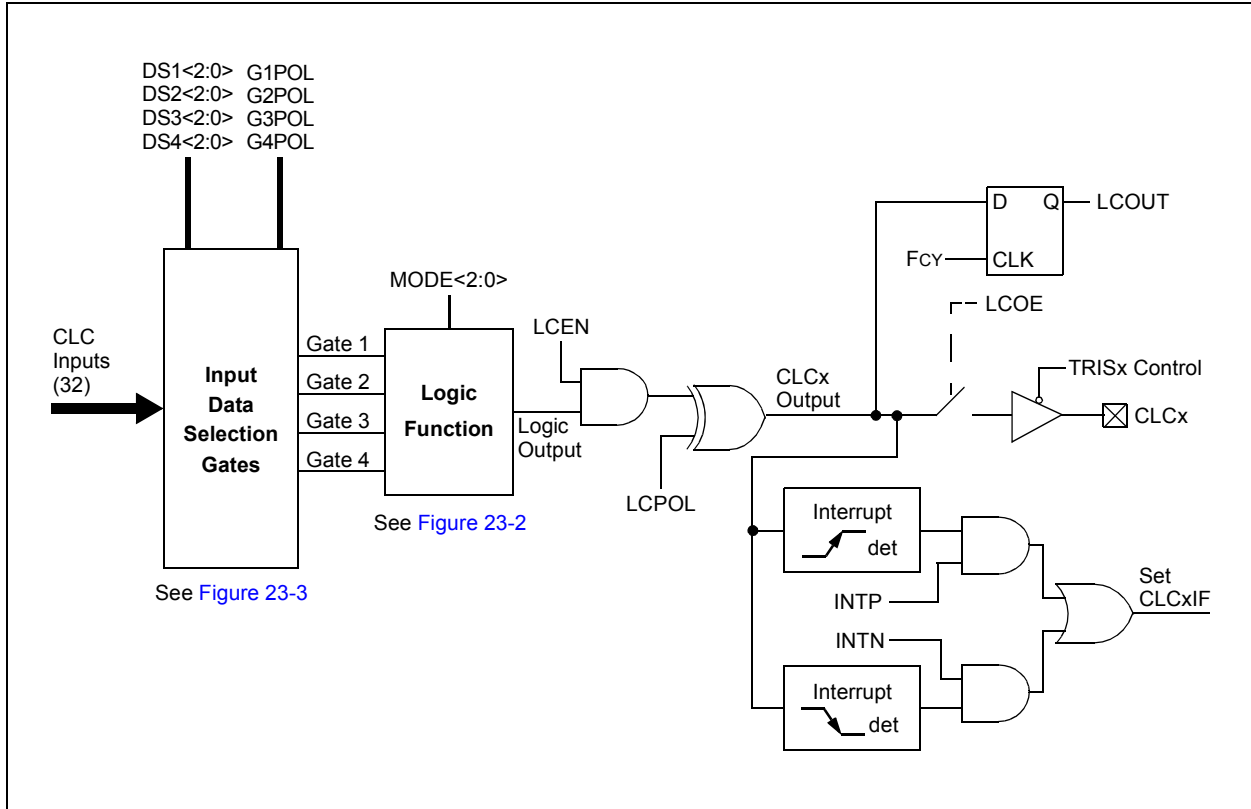 DS1<2:0> G1POL
DS2<2:0> G2POL
DS3<2:0> G3POL
DS4<2:0> G4POL
D Q LCOUT
FCY CLK
MODE<2:0>
LCOE
LCEN
CLC
Inputs
(32)
Input
Data
Selection
Gates
Gate 1
Gate 2
Gate 3
Gate 4
Logic
Function
Logic
Output
CLCx
Output
TRISx Control
CLCx
LCPOL
See Figure 23-2
See Figure 23-3
Interrupt
det
INTP
INTN
Set
CLCxIF
Interrupt
det